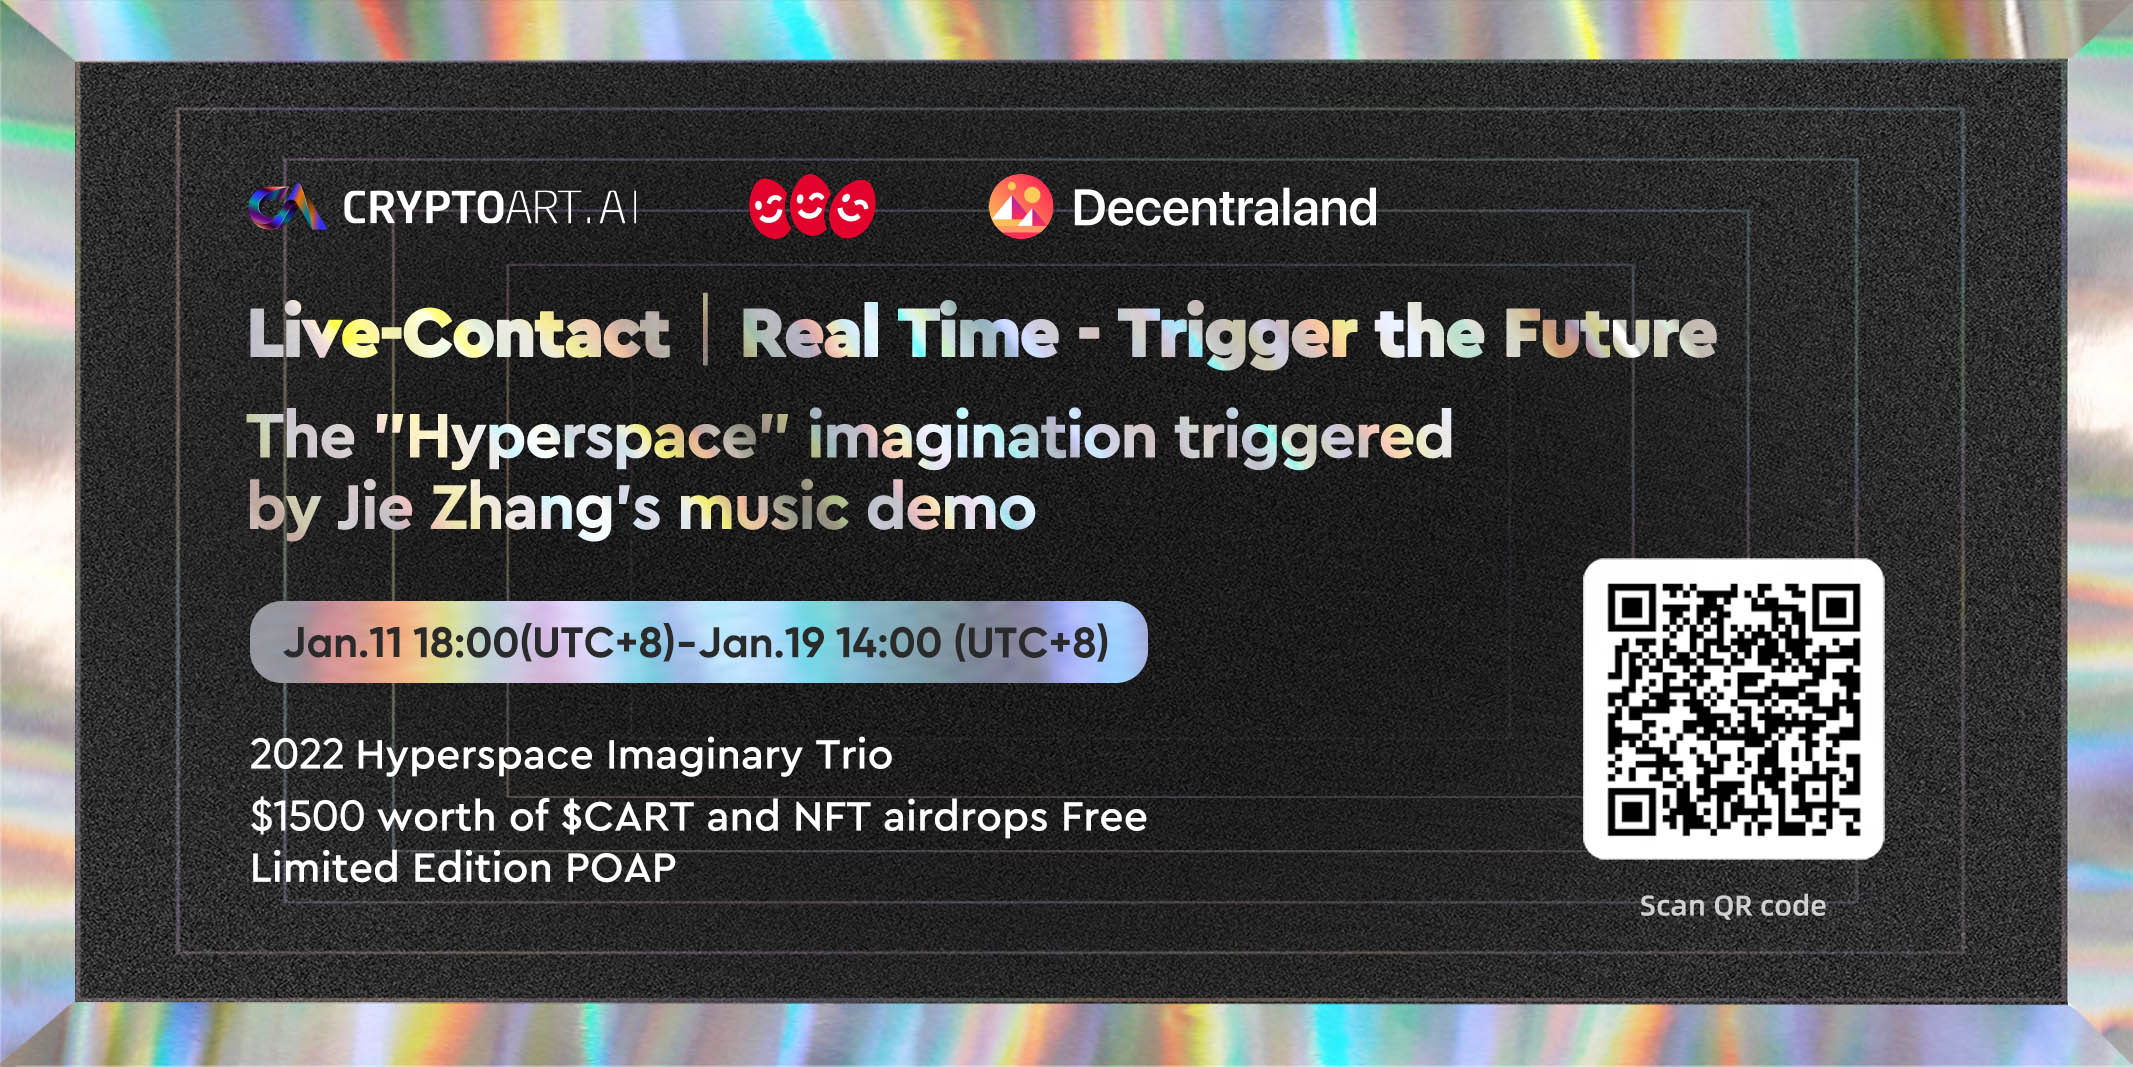 CRYPTOART.AI
Decentraland
Live-Contact | Real Time - Trigger the Future
The "Hyperspace" imagination triggered
by Jie Zhang's music demo
Jan.11 18:00(UTC+8)-Jan.19 14:00 (UTC+8)
2022 Hyperspace Imaginary Trio
$1500 worth of $CART and NFT airdrops Free
Limited Edition POAP
Scan QR code